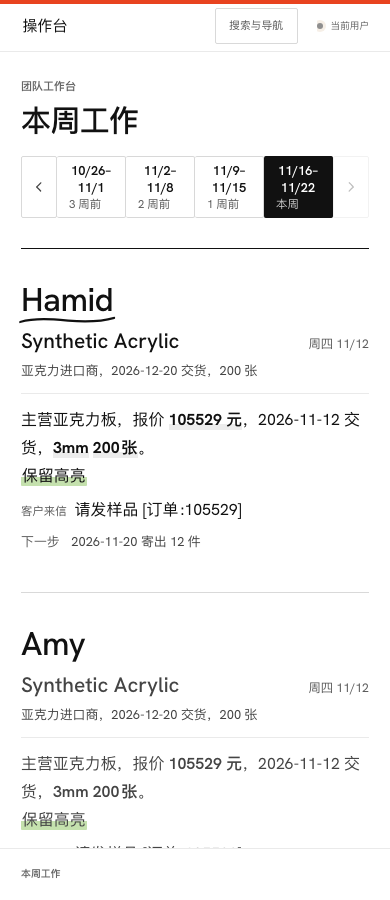 操作台
搜索与导航
当前用户
团队工作台
本周工作
10/26–
11/1
3 周前
11/2–
11/8
2 周前
11/9–
11/15
1 周前
11/16–
11/22
本周
Hamid
Synthetic Acrylic
周四 11/12
亚克力进口商，2026-12-20 交货，200 张
主营亚克力板，报价 105529 元，2026-11-12 交
货，3mm 200张。
保留高亮
客户来信 请发样品 [订单:105529]
下一步 2026-11-20 寄出 12 件
Amy
Synthetic Acrylic
周四 11/12
亚克力进口商，2026-12-20 交货，200 张
主营亚克力板，报价 105529 元，2026-11-12 交
货，3mm 200张。
保留高亮
本周工作